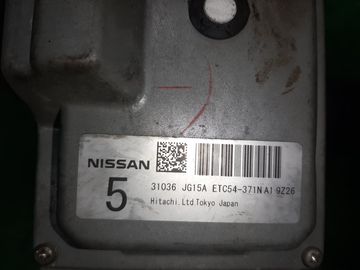 NISSAN
5
31036 JG15A ETC54-371N A1 9Z26
Hitachi.Ltd Tokyo Japan